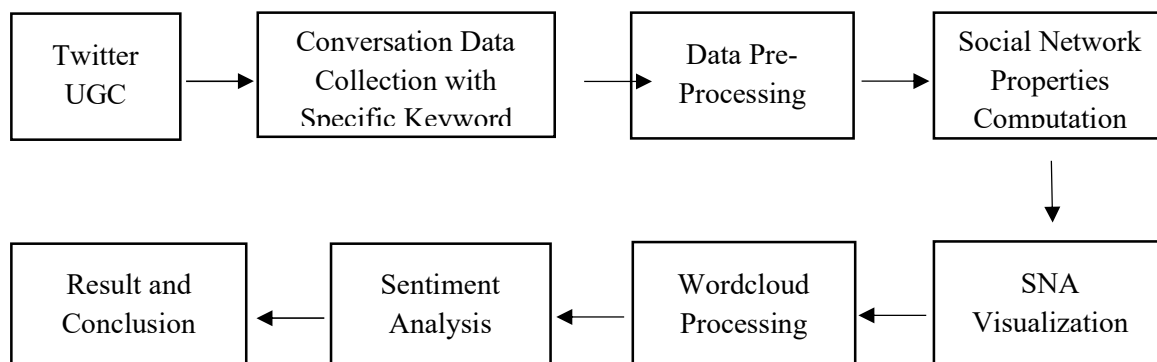 Twitter
UGC
Conversation Data
Collection with
Specific Keyword
Data Pre-
Processing
Social Network
Properties
Computation
SNA
Visualization
Wordcloud
Processing
Sentiment
Analysis
Result and
Conclusion